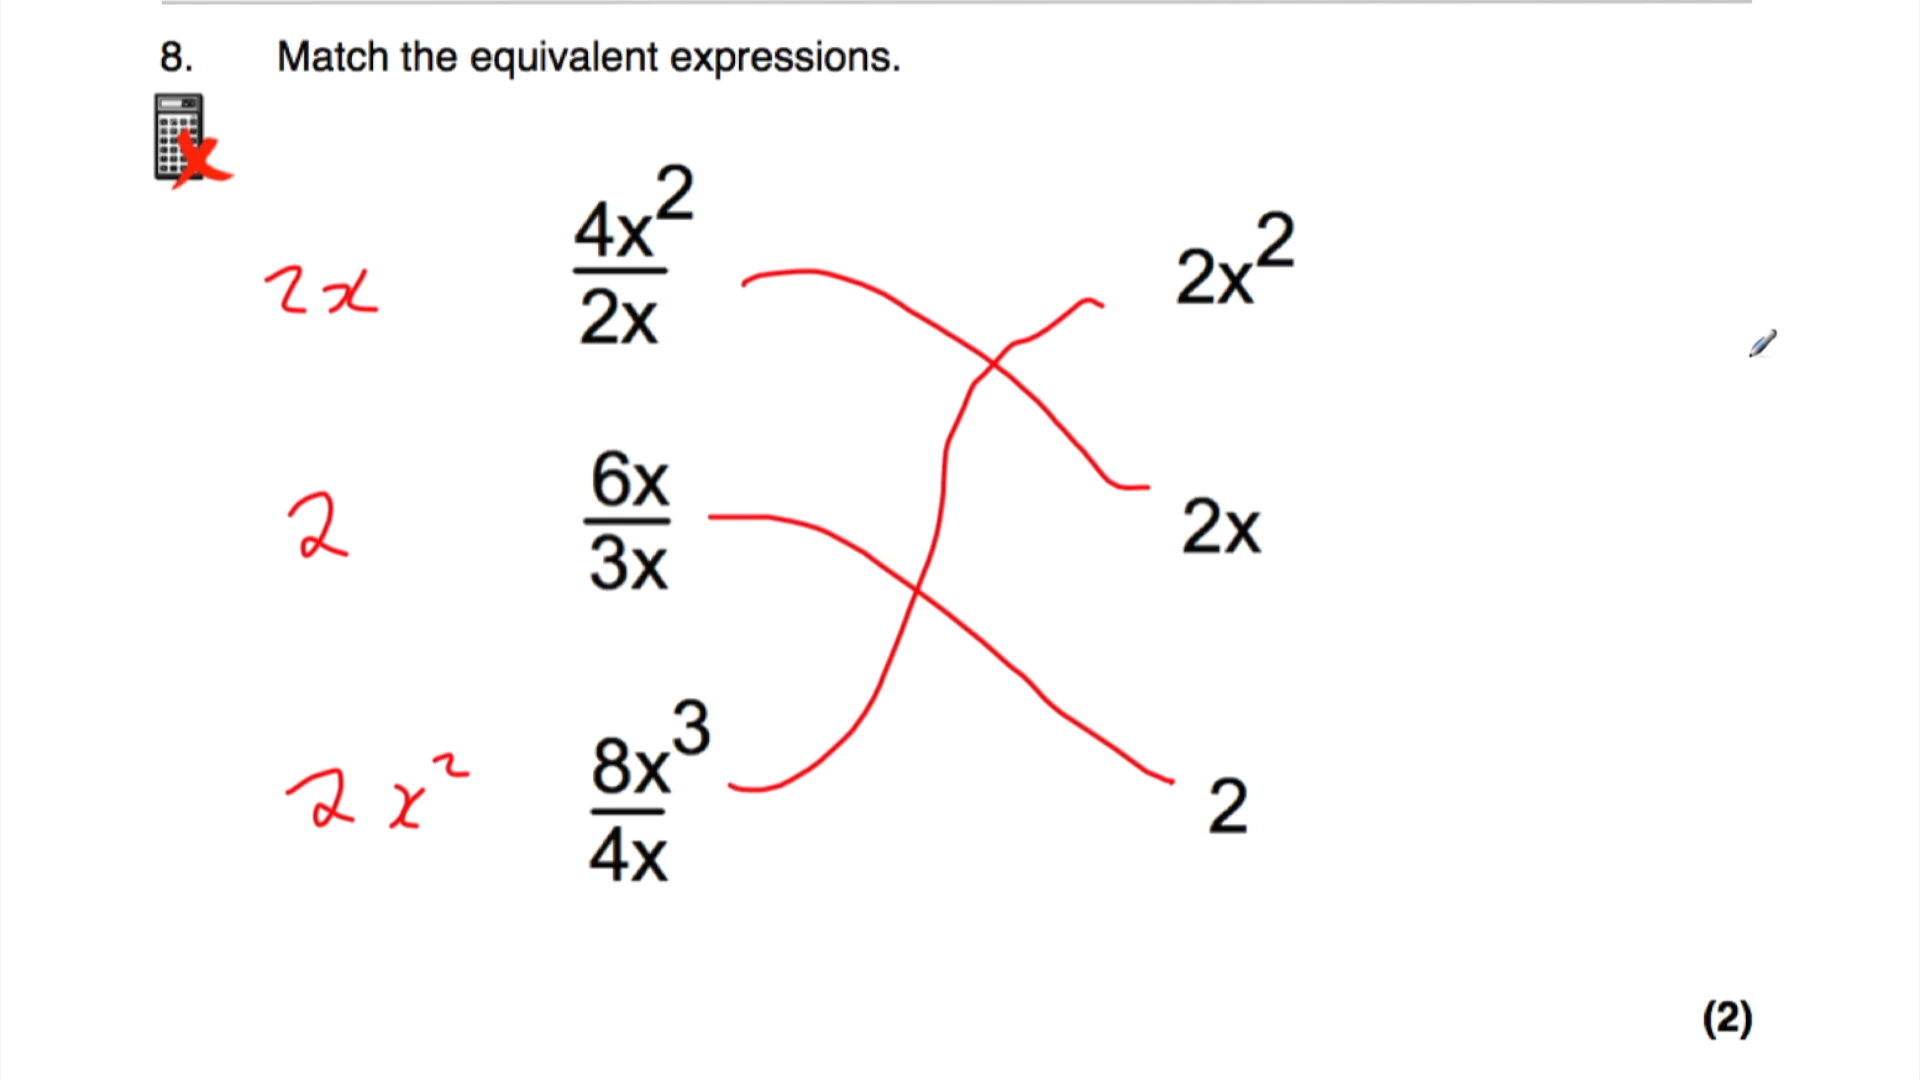 8. Match the equivalent expressions.
2x 4x² / 2x 2x²
2 6x / 3x 2x
2x² 8x³ / 4x 2
(2)